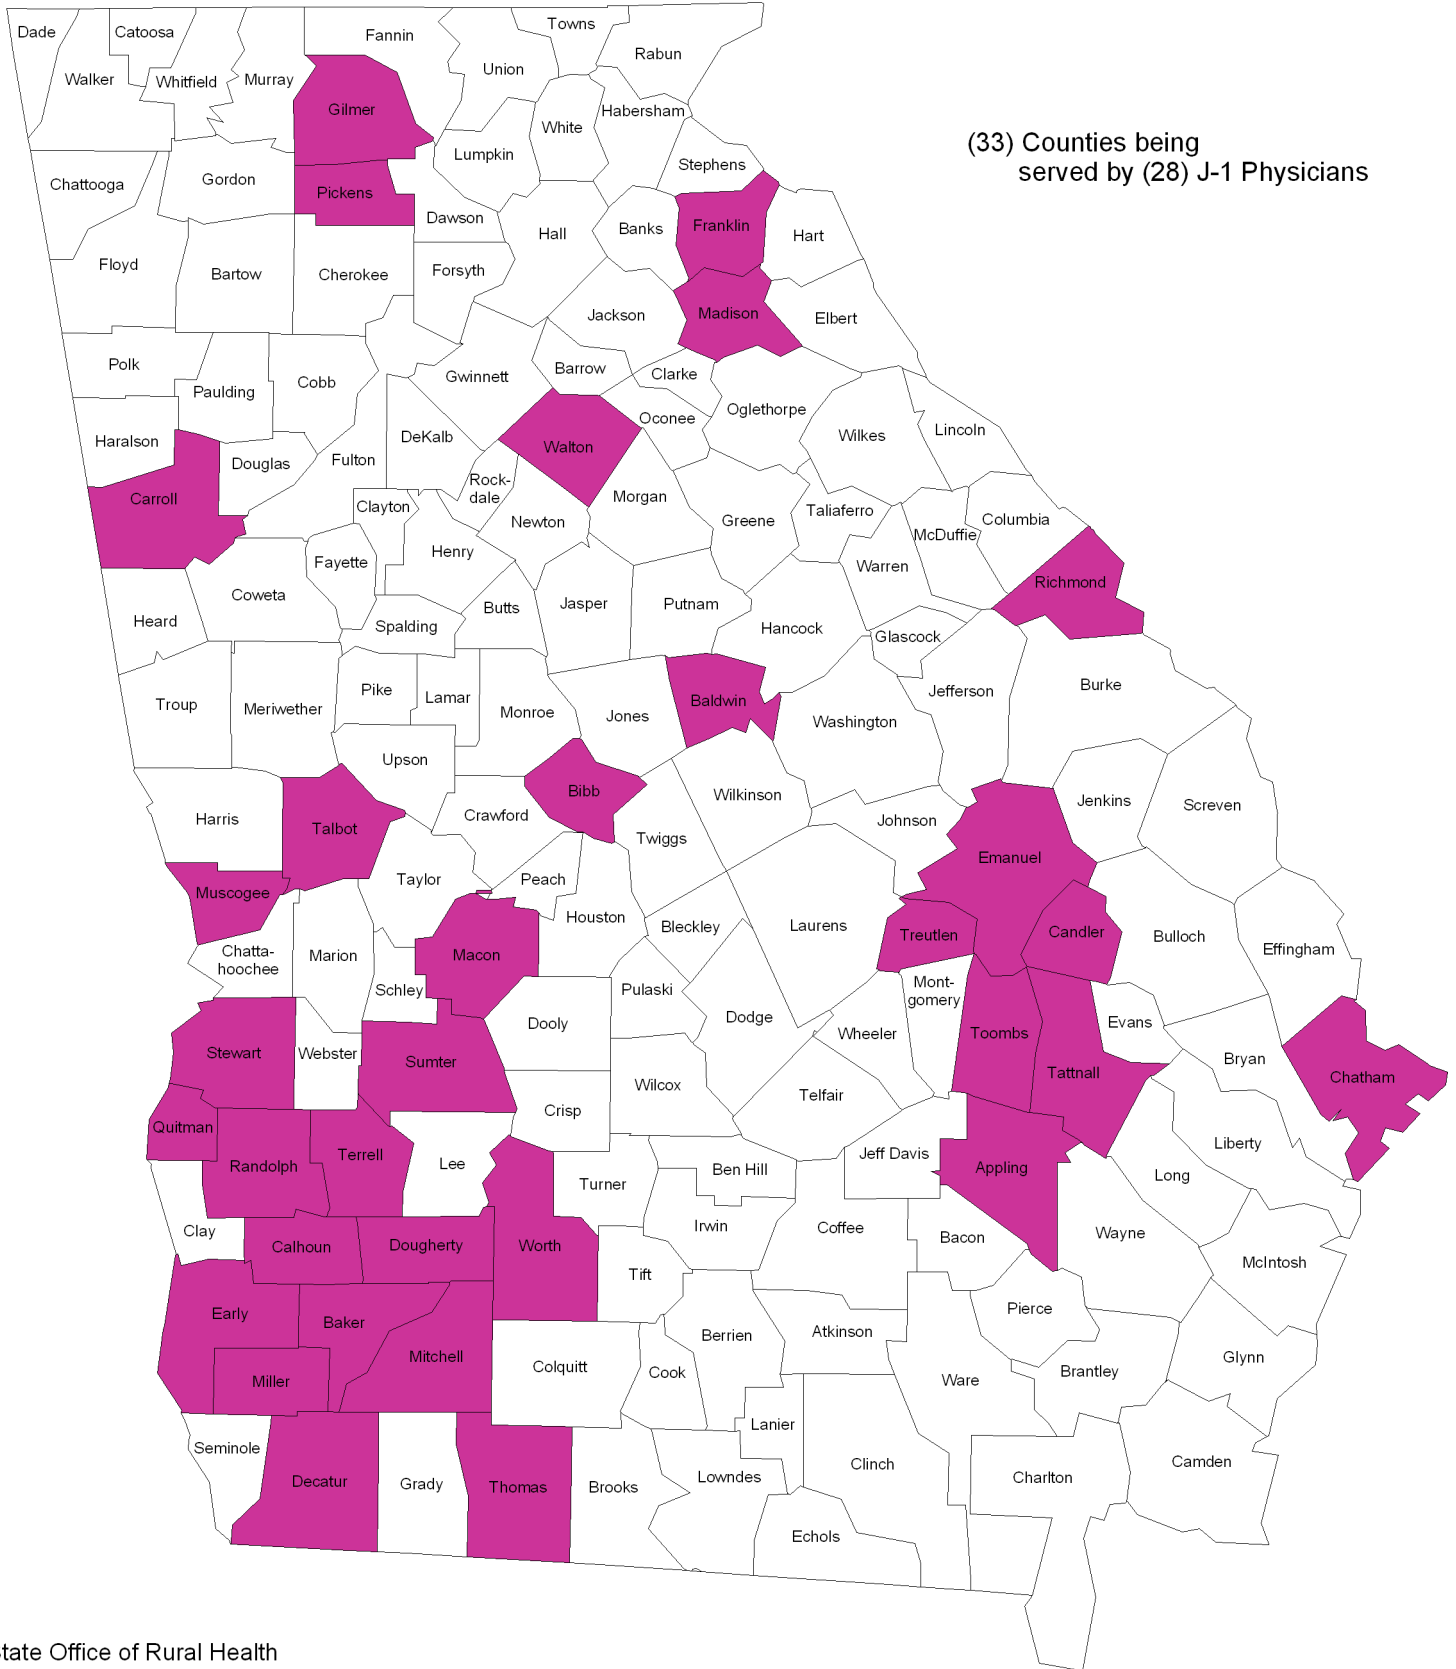 Dade
Catoosa
Fannin
Towns
Rabun
Walker
Whitfield
Murray
Union
Gilmer
White
Habersham
(33) Counties being
served by (28) J-1 Physicians
Lumpkin
Stephens
Chattooga
Gordon
Pickens
Dawson
Hall
Banks
Franklin
Hart
Floyd
Bartow
Cherokee
Forsyth
Jackson
Madison
Elbert
Polk
Paulding
Cobb
Gwinnett
Barrow
Clarke
Oconee
Oglethorpe
Haralson
Douglas
Fulton
DeKalb
Walton
Wilkes
Lincoln
Carroll
Clayton
Rock-
dale
Newton
Morgan
Greene
Taliaferro
McDuffie
Columbia
Fayette
Henry
Warren
Richmond
Heard
Coweta
Spalding
Butts
Jasper
Putnam
Hancock
Glascock
Troup
Meriwether
Pike
Lamar
Monroe
Jones
Baldwin
Washington
Jefferson
Burke
Upson
Harris
Talbot
Crawford
Bibb
Twiggs
Wilkinson
Johnson
Emanuel
Jenkins
Screven
Muscogee
Taylor
Peach
Houston
Bleckley
Laurens
Treutlen
Candler
Bulloch
Effingham
Chatta-
hoochee
Marion
Schley
Macon
Pulaski
Dodge
Mont-
gomery
Wheeler
Toombs
Tattnall
Evans
Bryan
Chatham
Stewart
Webster
Sumter
Dooly
Wilcox
Crisp
Telfair
Quitman
Randolph
Terrell
Lee
Turner
Ben Hill
Jeff Davis
Appling
Long
Liberty
Clay
Calhoun
Dougherty
Worth
Irwin
Tift
Coffee
Bacon
Wayne
McIntosh
Early
Baker
Mitchell
Miller
Colquitt
Cook
Berrien
Atkinson
Ware
Pierce
Brantley
Glynn
Seminole
Decatur
Grady
Thomas
Brooks
Lowndes
Lanier
Clinch
Echols
Charlton
Camden
tate Office of Rural Health